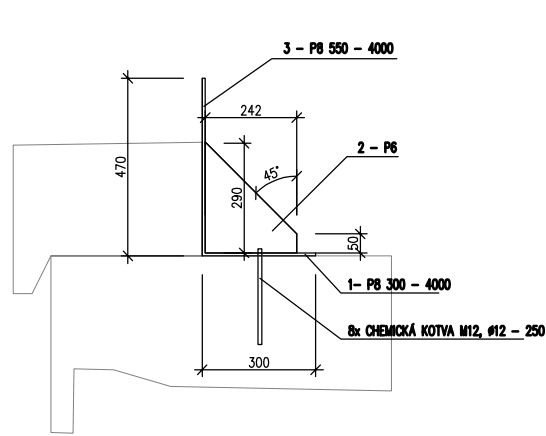 3 - P8 550 - 4000
242
2 - P6
45°
470
290
50
1- P8 300 - 4000
8x CHEMICKÁ KOTVA M12, ø12 - 250
300